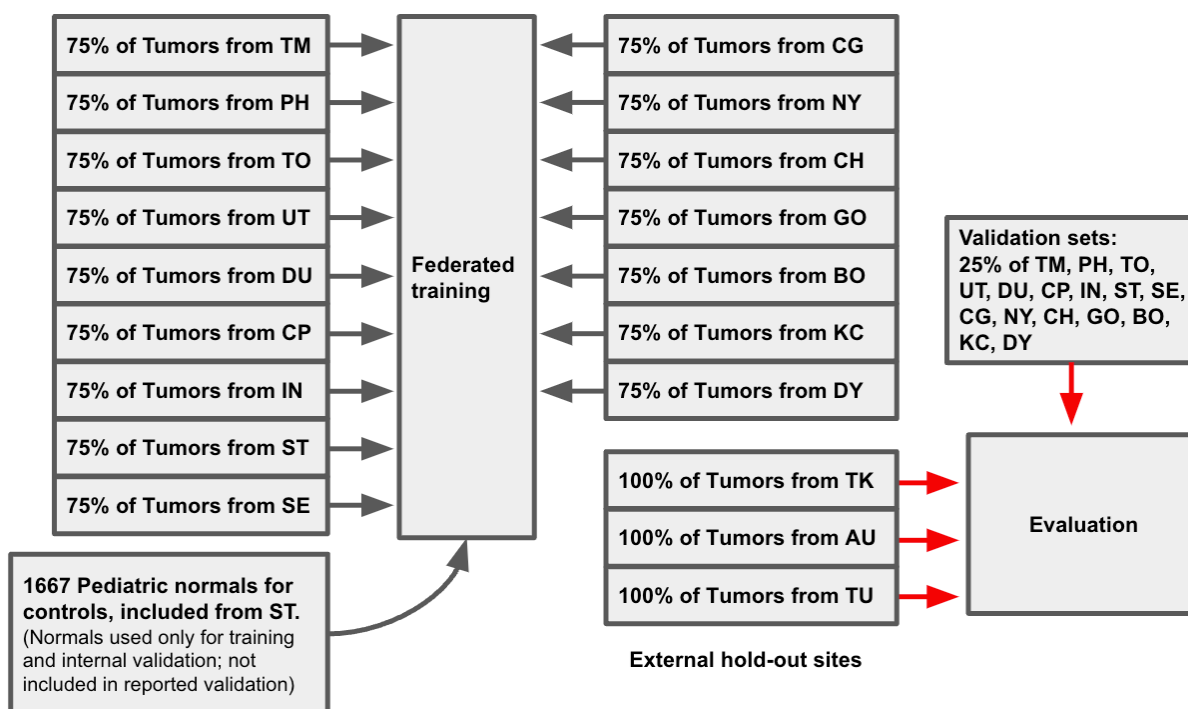 75% of Tumors from TM
75% of Tumors from PH
75% of Tumors from TO
75% of Tumors from UT
75% of Tumors from DU
75% of Tumors from CP
75% of Tumors from IN
75% of Tumors from ST
75% of Tumors from SE
1667 Pediatric normals for
controls, included from ST.
(Normals used only for training
and internal validation; not
included in reported validation)
Federated
training
75% of Tumors from CG
75% of Tumors from NY
75% of Tumors from CH
75% of Tumors from GO
75% of Tumors from BO
75% of Tumors from KC
75% of Tumors from DY
100% of Tumors from TK
100% of Tumors from AU
100% of Tumors from TU
External hold-out sites
Validation sets:
25% of TM, PH, TO,
UT, DU, CP, IN, ST, SE,
CG, NY, CH, GO, BO,
KC, DY
Evaluation